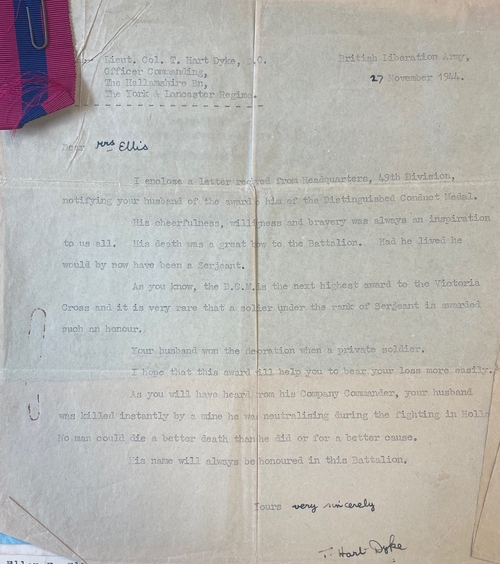 Lieut. Col. T. Hart Dyke, D.O.
Officer Commanding,
The Hallamshire Bn,
The York & Lancaster Regime.
British Liberation Army,
27 November 1944.
Dear Mrs Ellis
I enclose a letter received from Headquarters, 49th Division,
notifying your husband of the award him of the Distinguished Conduct Medal.
His cheerfulness, willingness and bravery was always an inspiration
to us all. His death was a great blow to the Battalion. Had he lived he
would by now have been a Serjeant.
As you know, the D.C.M. is the next highest award to the Victoria
Cross and it is very rare that a soldier under the rank of Serjeant is awarded
such an honour.
Your husband won the decoration when a private soldier.
I hope that this award will help you to bear your loss more easily.
As you will have heard from his Company Commander, your husband
was killed instantly by a mine he was neutralising during the fighting in Holl
No man could die a better death than he did or for a better cause.
His name will always be honoured in this Battalion.
Yours very sincerely
T. Hart Dyke